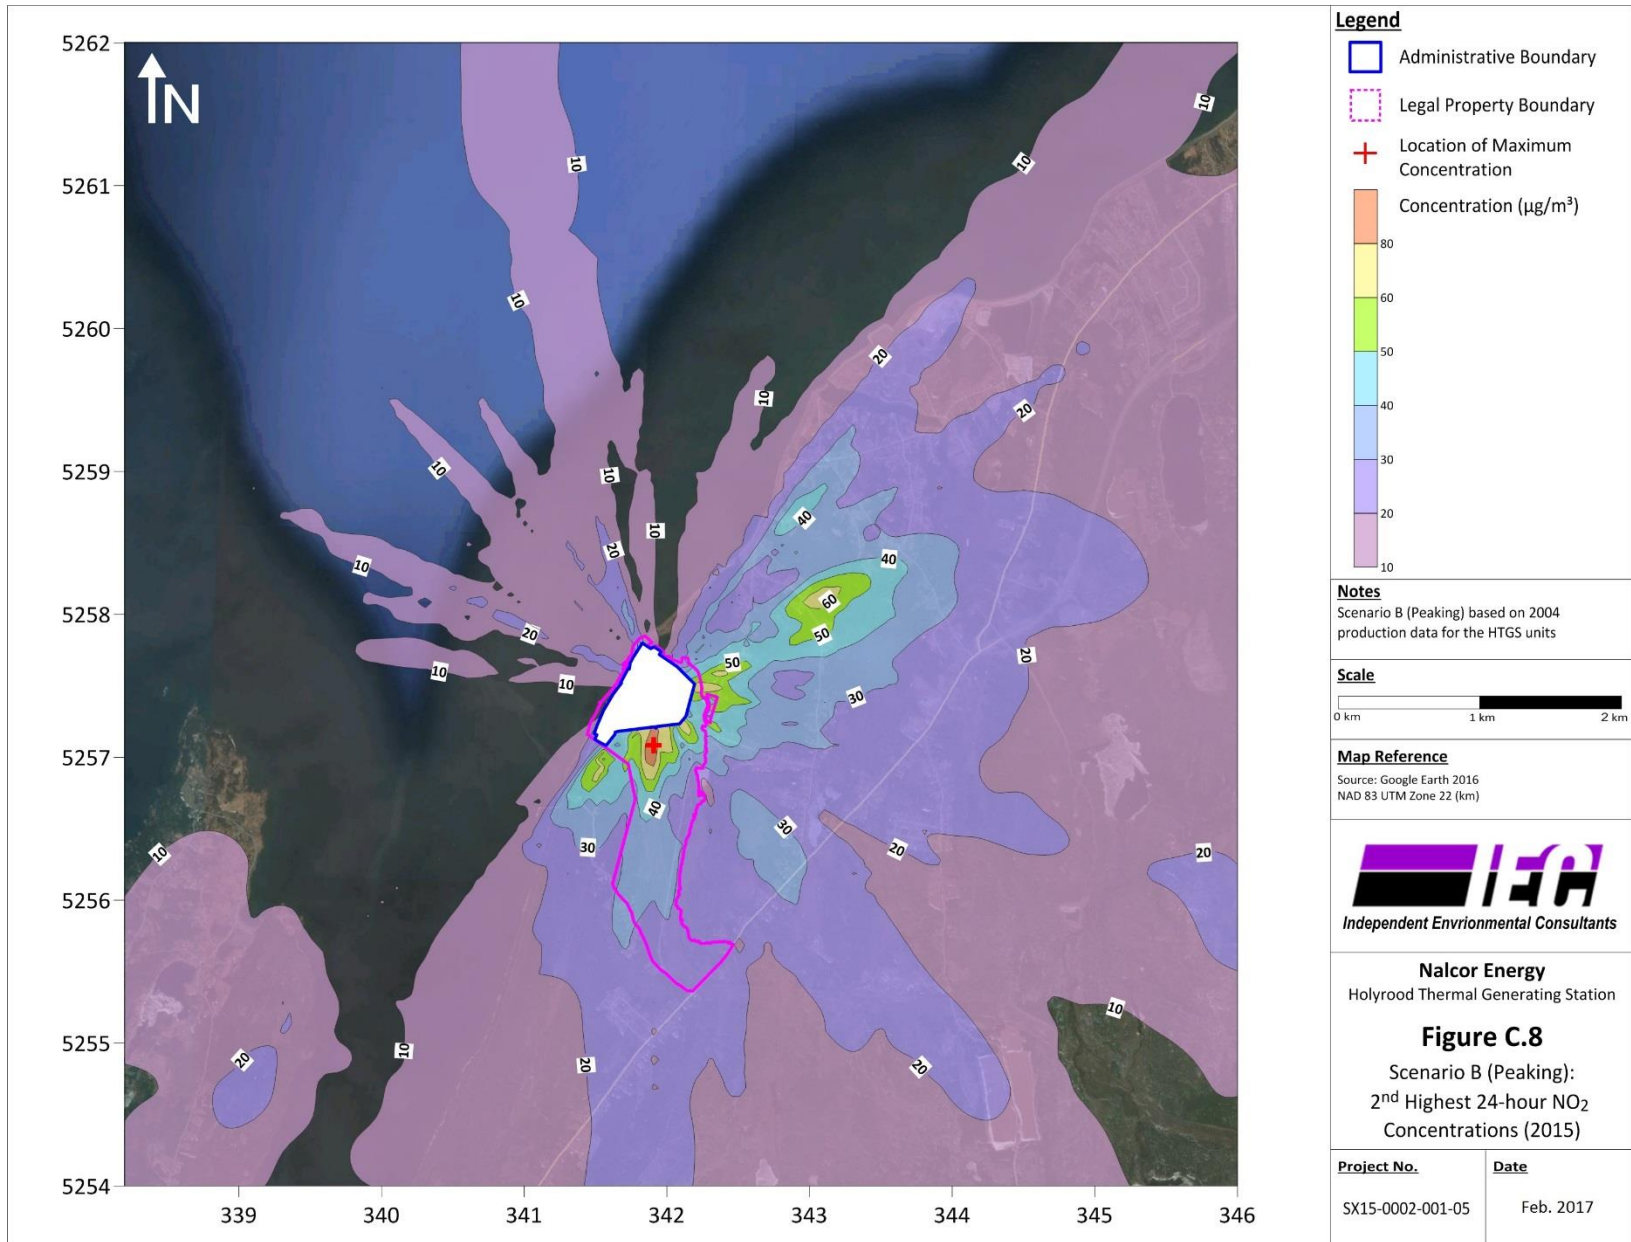 5262
5261
5260
5259
5258
5257
5256
5255
5254
339
340
341
342
343
344
345
346
N
10
10
10
10
10
10
10
10
10
20
10
20
10
10
20
20
40
40
60
50
50
30
20
40
30
30
20
20
10
20
10
20
20
10
Legend
Administrative Boundary
Legal Property Boundary
Location of Maximum
Concentration
Concentration (µg/m³)
80
60
50
40
30
20
10
Notes
Scenario B (Peaking) based on 2004
production data for the HTGS units
Scale
0 km 1 km 2 km
Map Reference
Source: Google Earth 2016
NAD 83 UTM Zone 22 (km)
IEC
Independent Envrionmental Consultants
Nalcor Energy
Holyrood Thermal Generating Station
Figure C.8
Scenario B (Peaking):
2nd Highest 24-hour NO2
Concentrations (2015)
Project No.
SX15-0002-001-05
Date
Feb. 2017